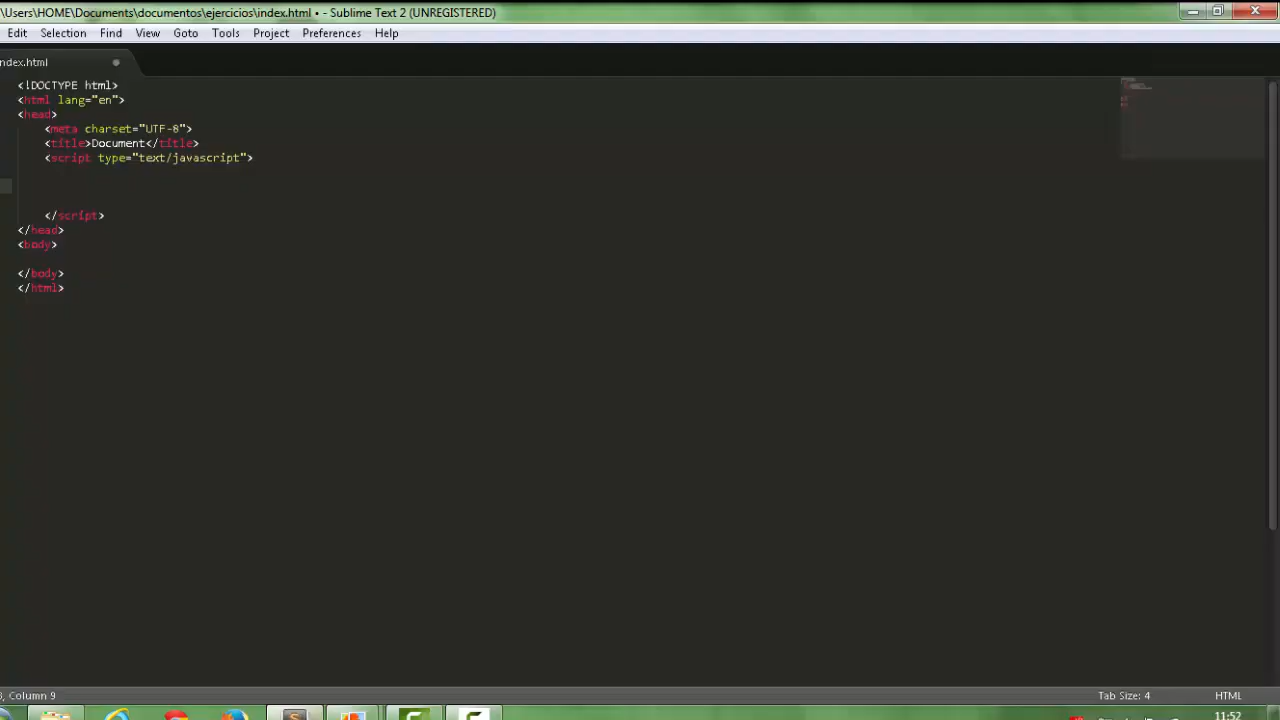 \Users\HOME\Documents\documentos\ejercicios\index.html • - Sublime Text 2 (UNREGISTERED)
Edit Selection Find View Goto Tools Project Preferences Help
ndex.html
<!DOCTYPE html>
<html lang="en">
<head>
<meta charset="UTF-8">
<title>Document</title>
<script type="text/javascript">
</script>
</head>
<body>
</body>
</html>
, Column 9 Tab Size: 4 HTML
11:52